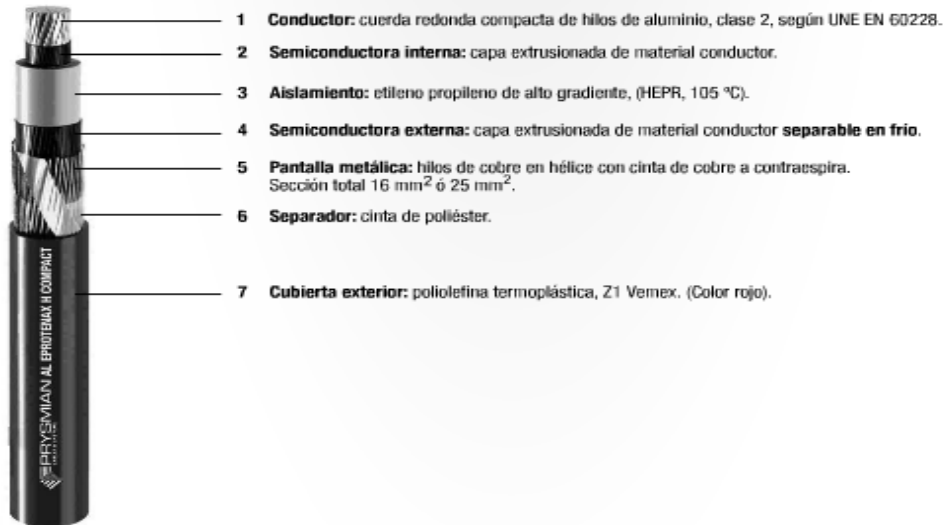 1 Conductor: cuerda redonda compacta de hilos de aluminio, clase 2, según UNE EN 60228.
2 Semiconductora interna: capa extrusionada de material conductor.
3 Aislamiento: etileno propileno de alto gradiente, (HEPR, 105 ºC).
4 Semiconductora externa: capa extrusionada de material conductor separable en frío.
5 Pantalla metálica: hilos de cobre en hélice con cinta de cobre a contraespira.
Sección total 16 mm² ó 25 mm².
6 Separador: cinta de poliéster.
7 Cubierta exterior: poliolefina termoplástica, Z1 Vemex. (Color rojo).
PRYSMIAN AL EPROTENAX H COMPACT